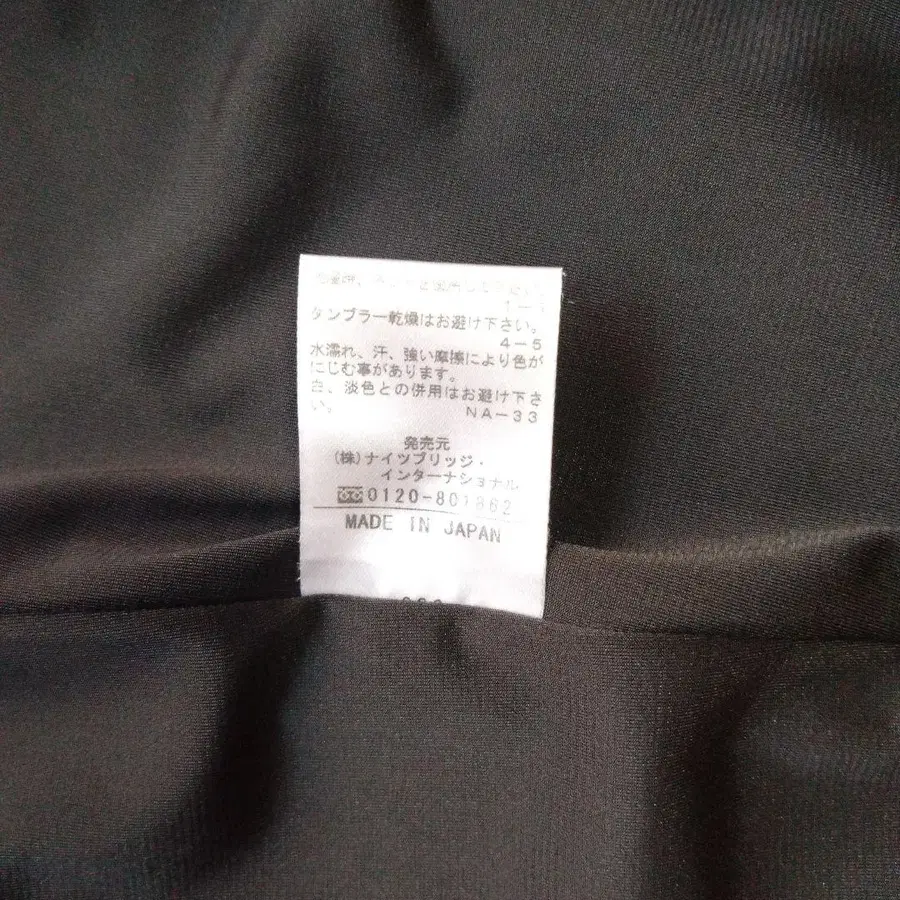 1-1
タンブラー乾燥はお避け下さい。
4-5
水濡れ、汗、強い摩擦により色が
にじむ事があります。
白、淡色との併用はお避け下さ
い。 NA-33
発売元
(株)ナイツブリッジ・
インターナショナル
0120-801862
MADE IN JAPAN